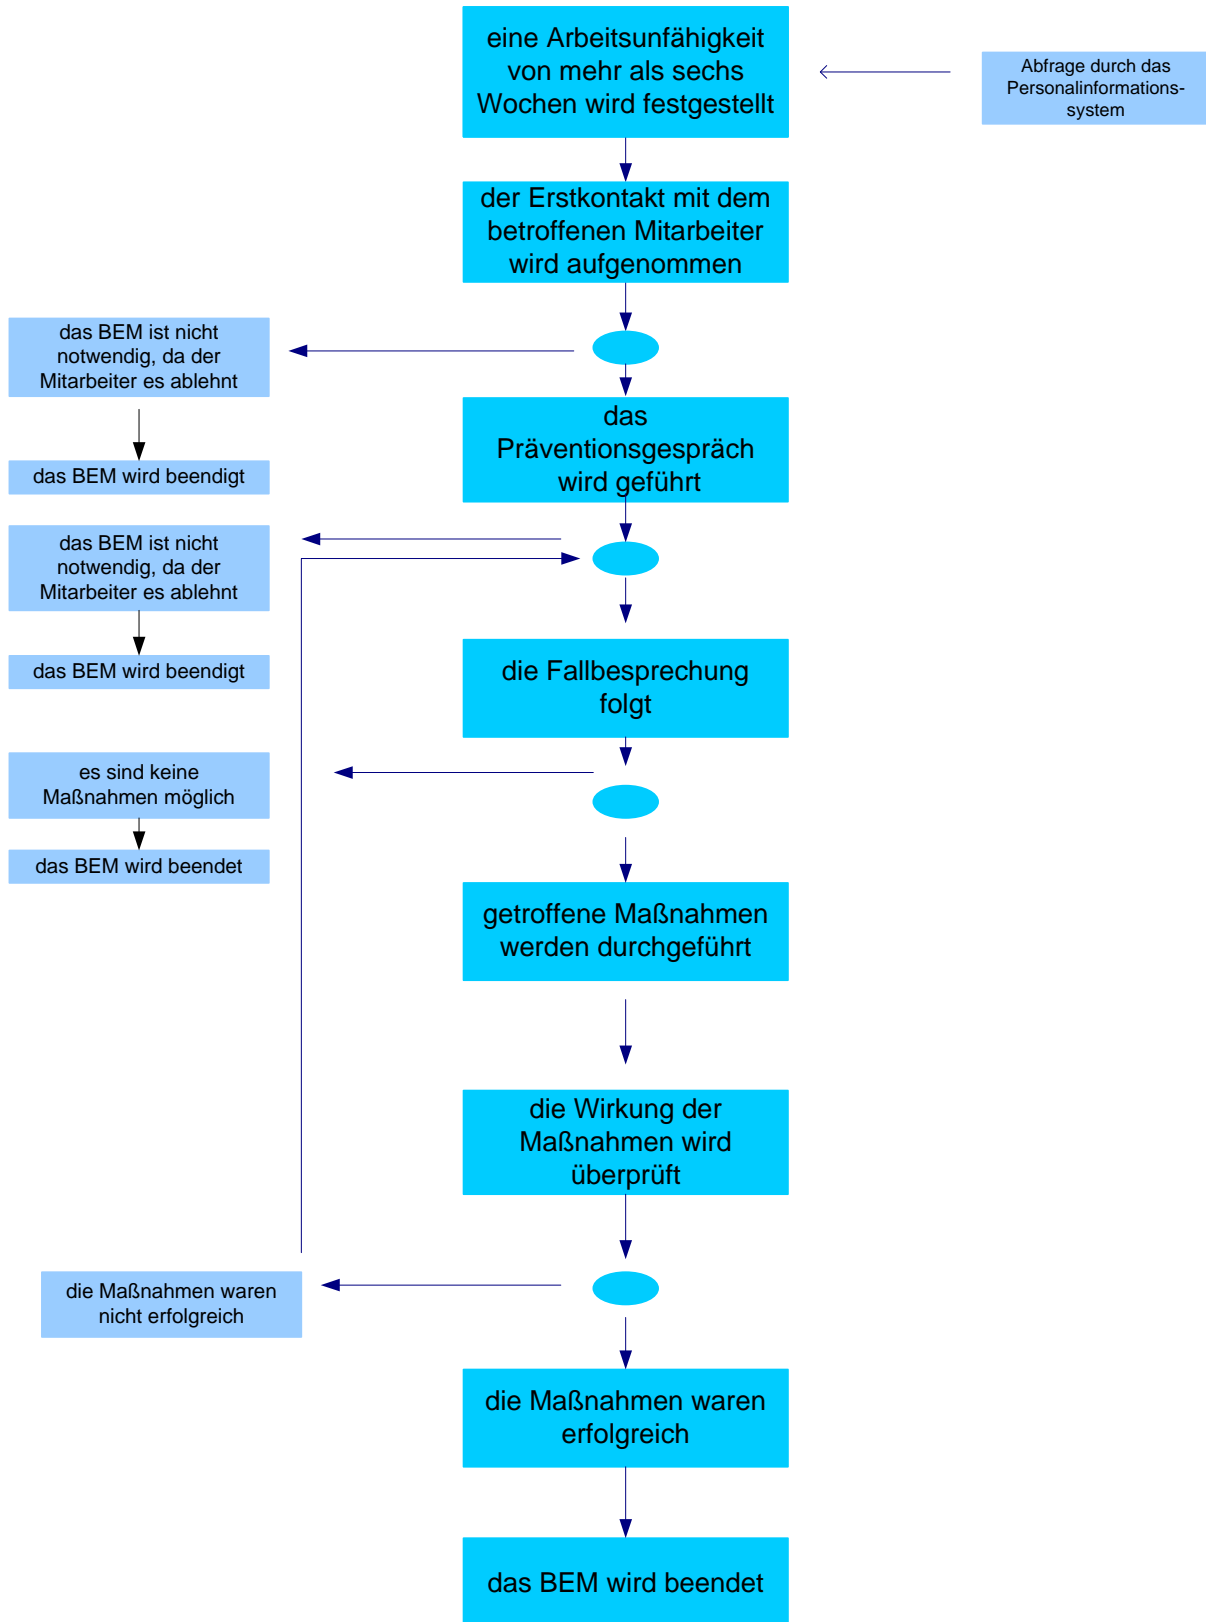 eine Arbeitsunfähigkeit
von mehr als sechs
Wochen wird festgestellt
Abfrage durch das
Personalinformations-
system
der Erstkontakt mit dem
betroffenen Mitarbeiter
wird aufgenommen
das BEM ist nicht
notwendig, da der
Mitarbeiter es ablehnt
das BEM wird beendigt
das
Präventionsgespräch
wird geführt
das BEM ist nicht
notwendig, da der
Mitarbeiter es ablehnt
das BEM wird beendigt
die Fallbesprechung
folgt
es sind keine
Maßnahmen möglich
das BEM wird beendet
getroffene Maßnahmen
werden durchgeführt
die Wirkung der
Maßnahmen wird
überprüft
die Maßnahmen waren
nicht erfolgreich
die Maßnahmen waren
erfolgreich
das BEM wird beendet